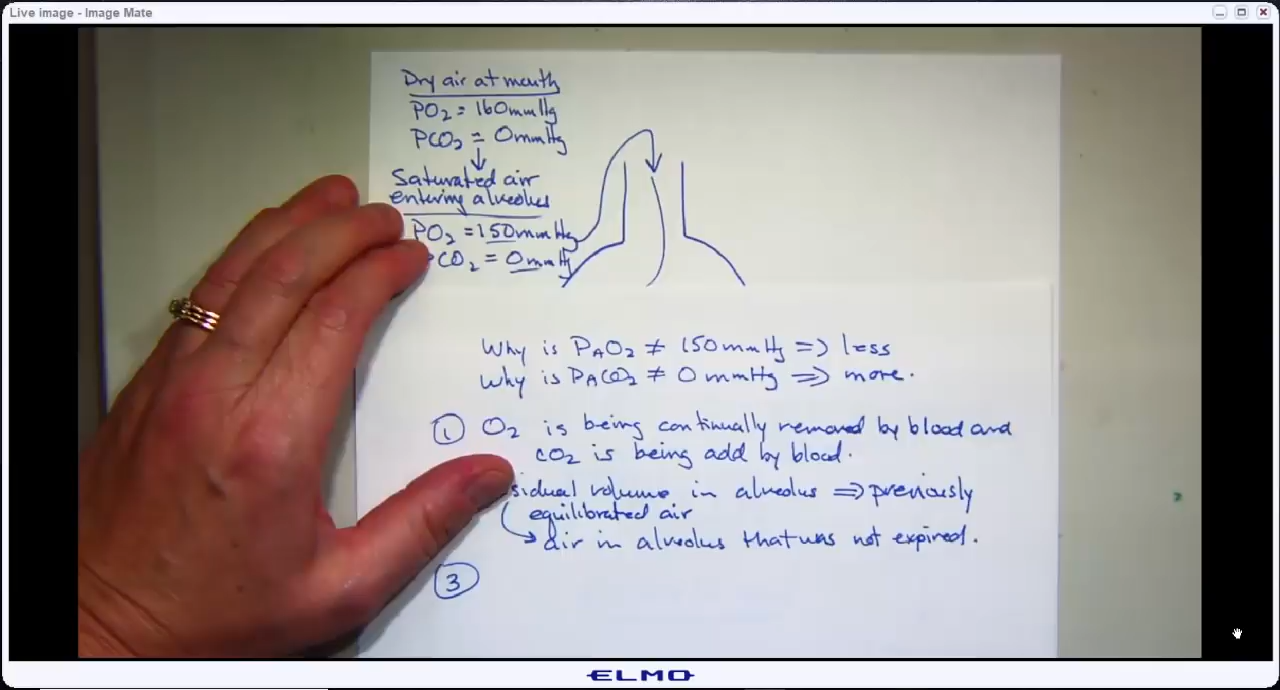 Live image - Image Mate
Dry air at mouth
PO2 = 160mmHg
PCO2 = 0mmHg
Saturated air
entering alveolus
PO2 = 150mmHg
PCO2 = 0mmHg
Why is PAO2 ≠ 150mmHg => less
Why is PACO2 ≠ 0mmHg => more.
1 O2 is being continually removed by blood and
CO2 is being add by blood.
sidual volume in alveolus => previously
equilibrated air
air in alveolus that was not expired.
3
ELMO